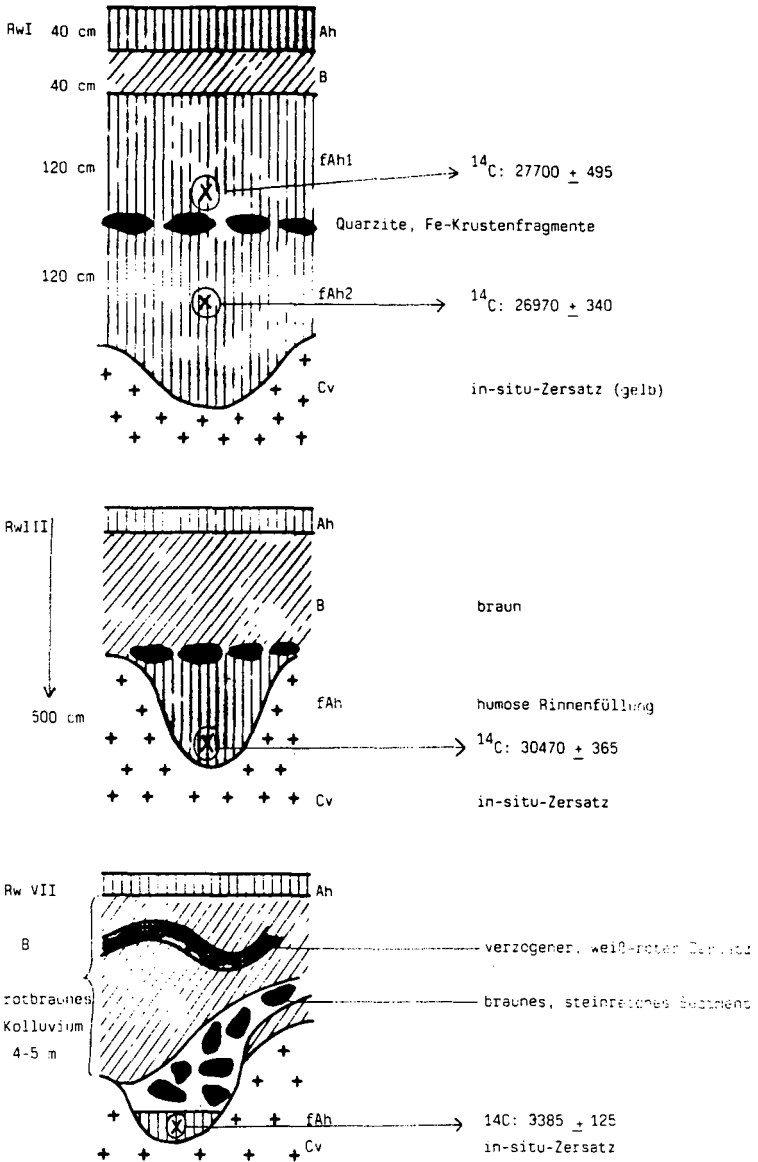 RwI 40 cm Ah
40 cm B
120 cm fAh1 ¹⁴C: 27700 ± 495
Quarzite, Fe-Krustenfragmente
120 cm fAh2 ¹⁴C: 26970 ± 340
Cv in-situ-Zersatz (gelb)
RwIII Ah
B braun
500 cm fAh humose Rinnenfüllung
¹⁴C: 30470 ± 365
Cv in-situ-Zersatz
Rw VII Ah
B verzogener, weiß-roter Zersatz
rotbraunes braunes, steinreiches Sediment
Kolluvium
4-5 m
fAh 14C: 3385 ± 125
Cv in-situ-Zersatz